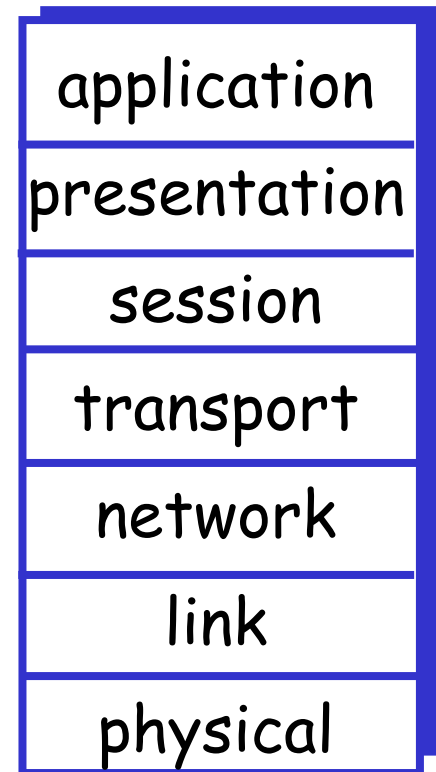 application
presentation
session
transport
network
link
physical